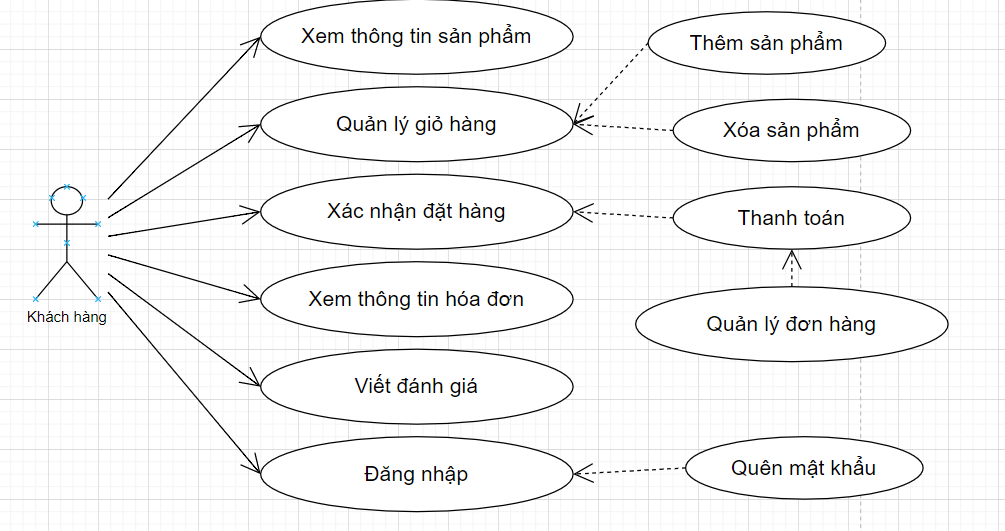 Xem thông tin sản phẩm
Thêm sản phẩm
Quản lý giỏ hàng
Xóa sản phẩm
Xác nhận đặt hàng
Thanh toán
Khách hàng
Xem thông tin hóa đơn
Quản lý đơn hàng
Viết đánh giá
Đăng nhập
Quên mật khẩu